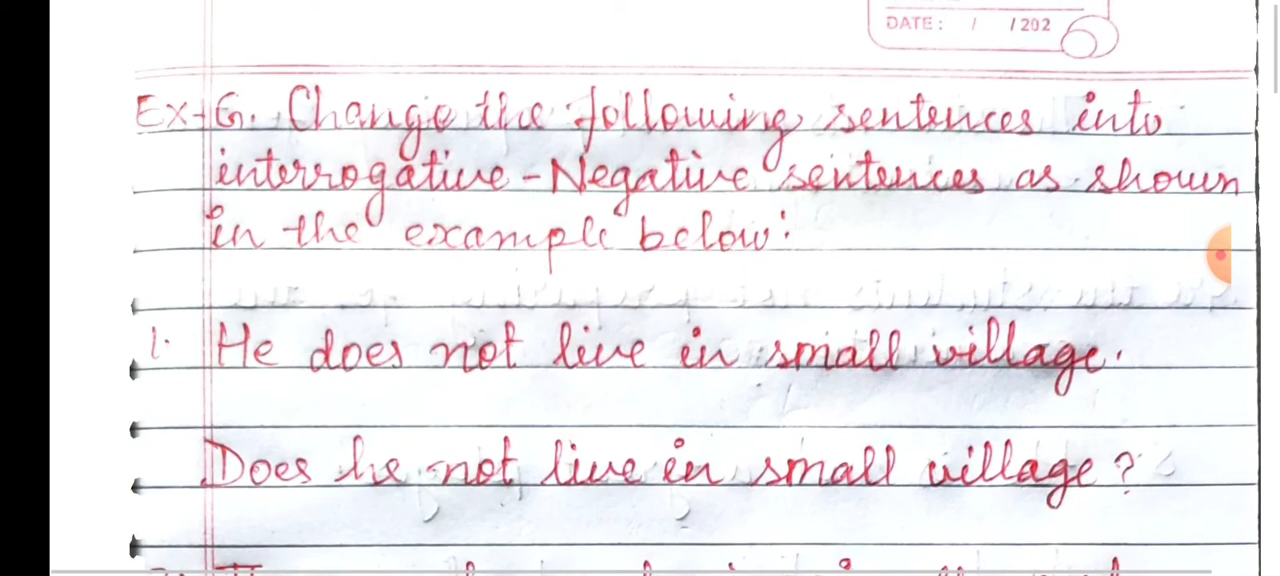 DATE: / /202
Ex-G. Change the following sentences into
interrogative-Negative sentences as shown
in the example below:
1. He does not live in small village.
Does he not live in small village?